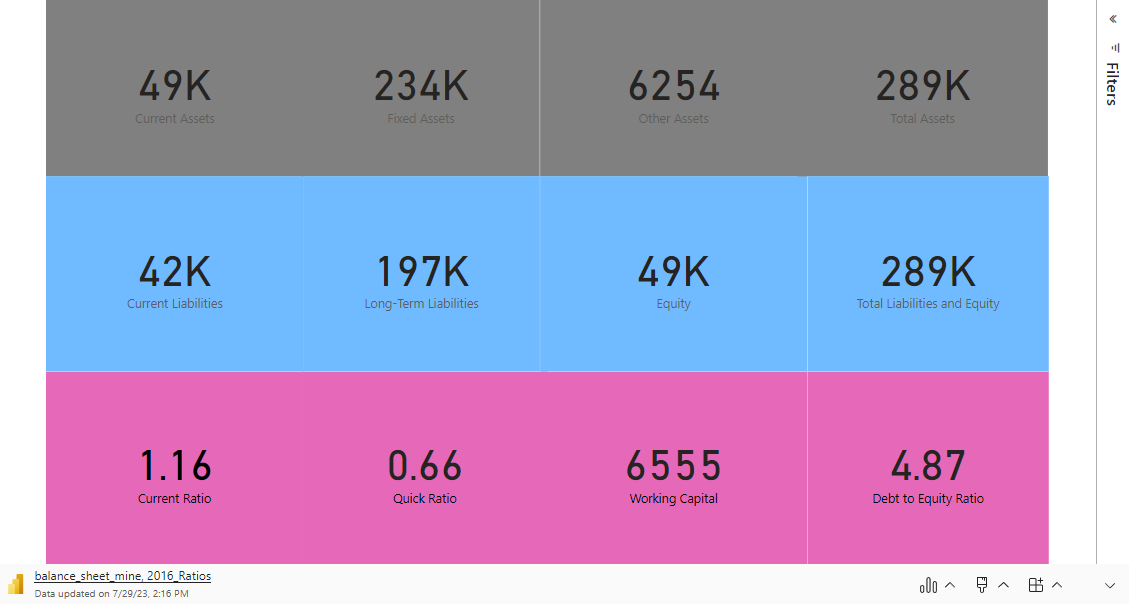 49K
Current Assets
234K
Fixed Assets
6254
Other Assets
289K
Total Assets
42K
Current Liabilities
197K
Long-Term Liabilities
49K
Equity
289K
Total Liabilities and Equity
1.16
Current Ratio
0.66
Quick Ratio
6555
Working Capital
4.87
Debt to Equity Ratio
Filters
balance_sheet_mine, 2016_Ratios
Data updated on 7/29/23, 2:16 PM